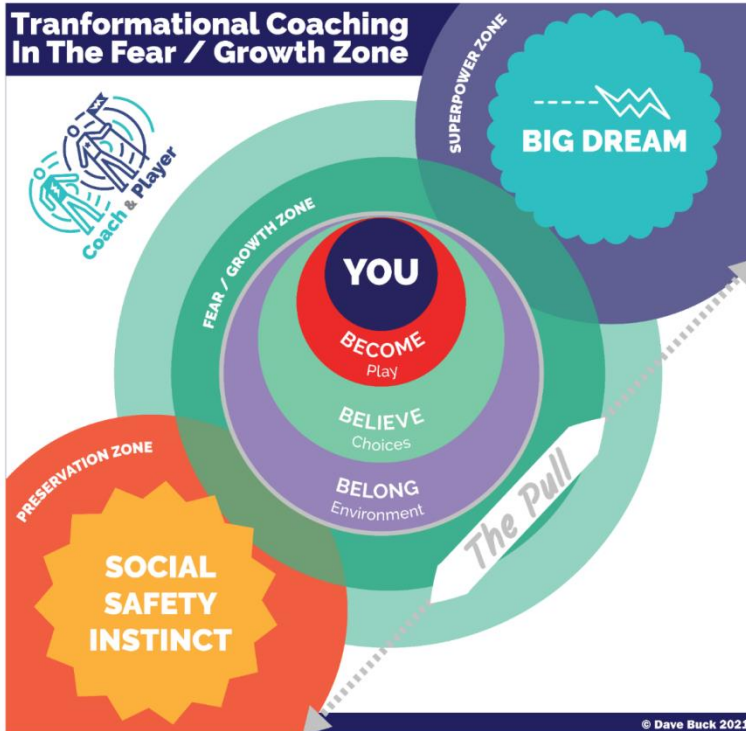 Tranformational Coaching
In The Fear / Growth Zone
SUPERPOWER ZONE
BIG DREAM
Coach & Player
FEAR / GROWTH ZONE
YOU
BECOME
Play
BELIEVE
Choices
BELONG
Environment
The Pull
PRESERVATION ZONE
SOCIAL
SAFETY
INSTINCT
© Dave Buck 2021